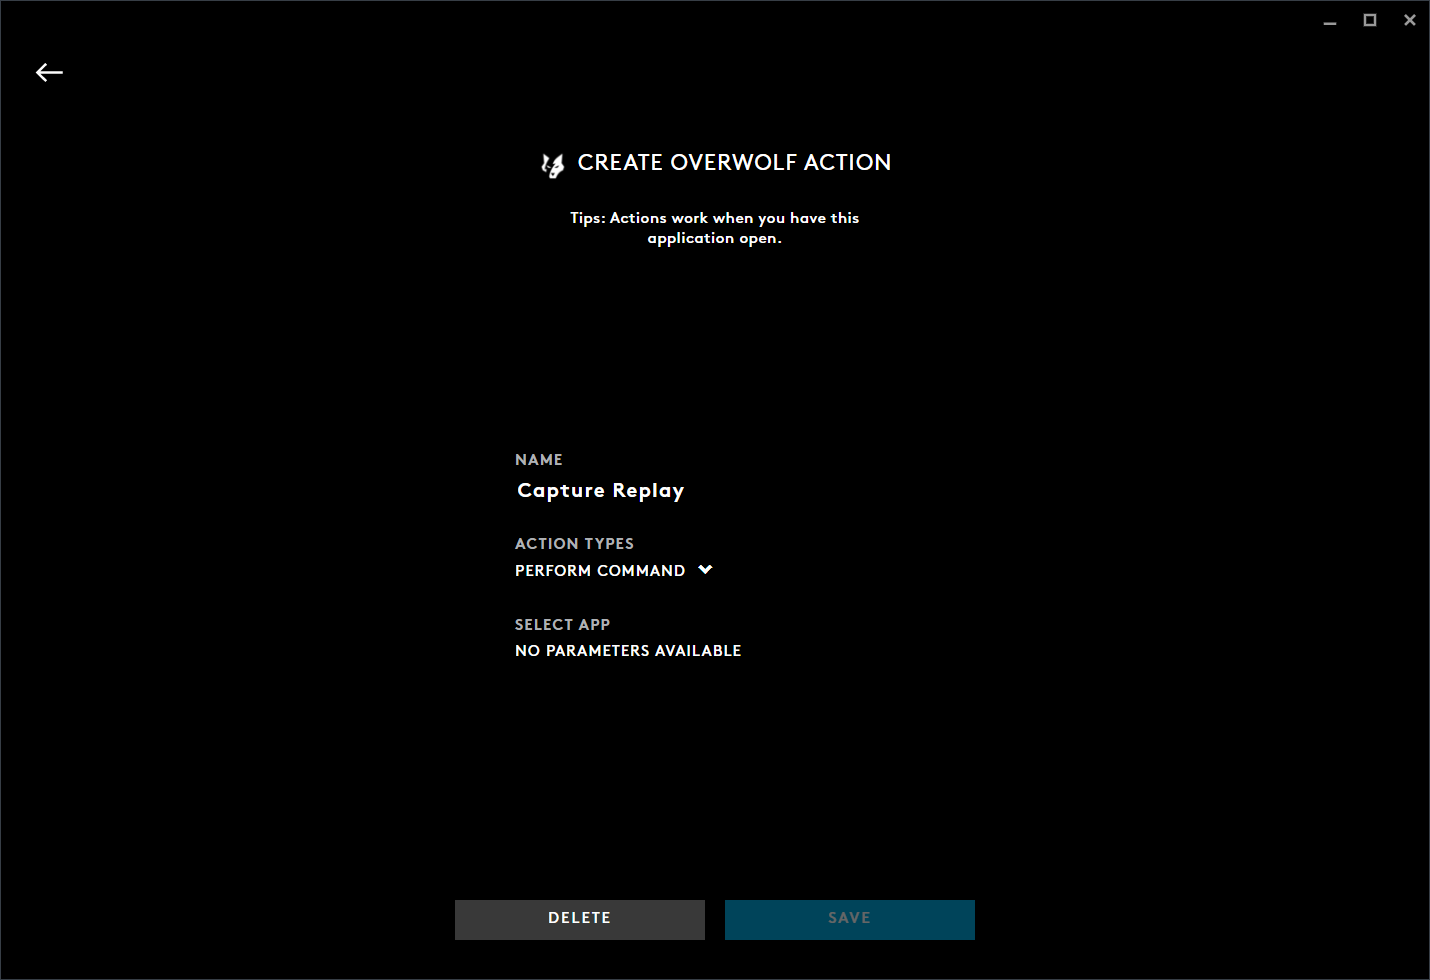 CREATE OVERWOLF ACTION
Tips: Actions work when you have this
application open.
NAME
Capture Replay
ACTION TYPES
PERFORM COMMAND
SELECT APP
NO PARAMETERS AVAILABLE
DELETE
SAVE